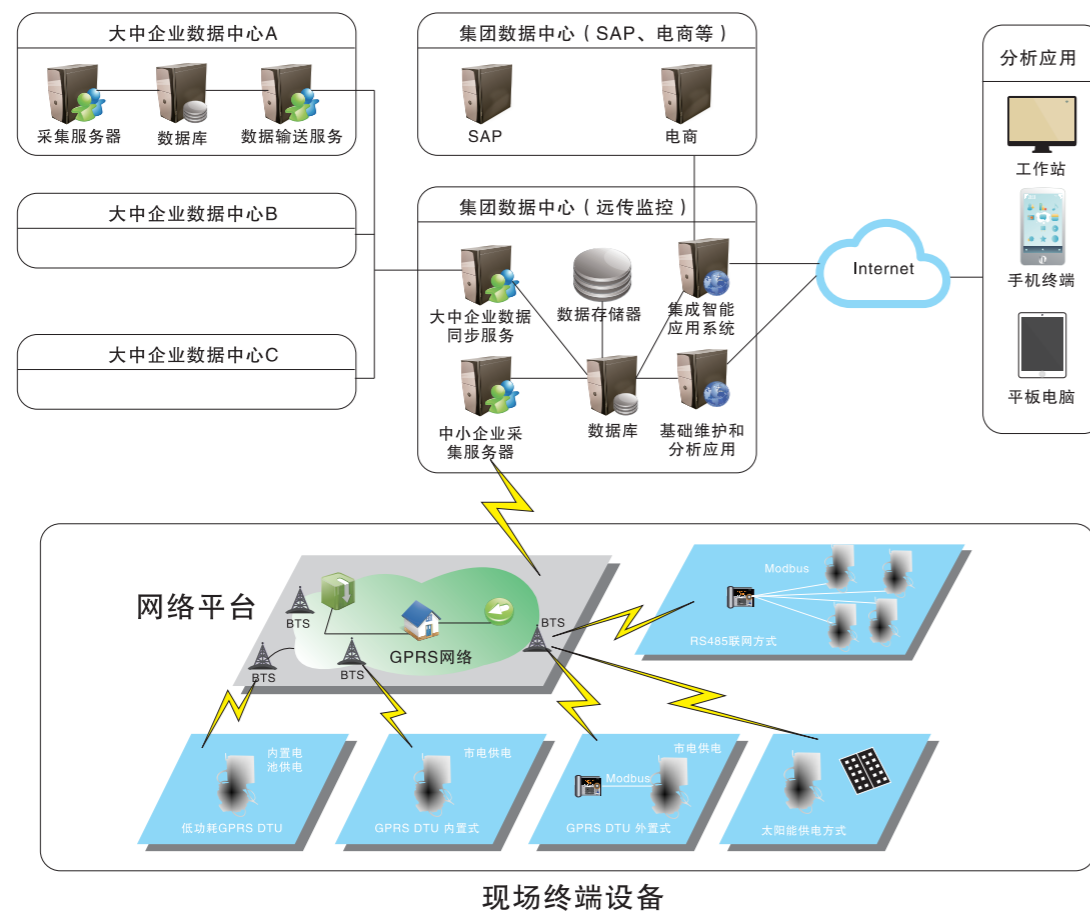 大中企业数据中心A
采集服务器
数据库
数据输送服务
大中企业数据中心B
大中企业数据中心C
集团数据中心（SAP、电商等）
SAP
电商
集团数据中心（远传监控）
大中企业数据
同步服务
数据存储器
集成智能
应用系统
中小企业采
集服务器
数据库
基础维护和
分析应用
Internet
分析应用
工作站
手机终端
平板电脑
网络平台
BTS
BTS
BTS
BTS
GPRS网络
Modbus
RS485联网方式
内置电
池供电
低功耗GPRS DTU
市电供电
GPRS DTU 内置式
市电供电
Modbus
GPRS DTU 外置式
太阳能供电方式
现场终端设备